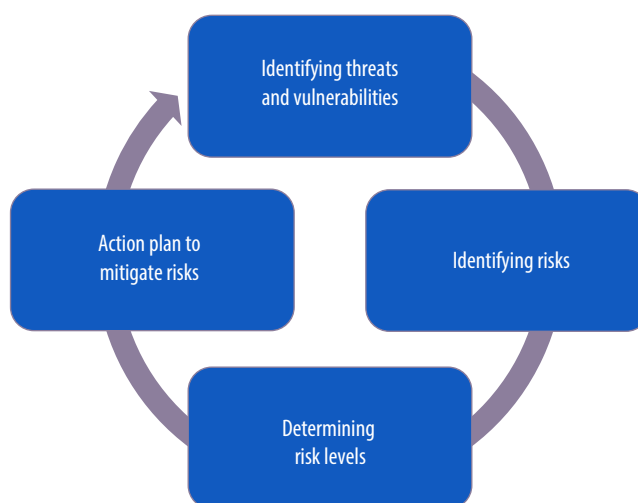 Identifying threats
and vulnerabilities
Identifying risks
Determining
risk levels
Action plan to
mitigate risks